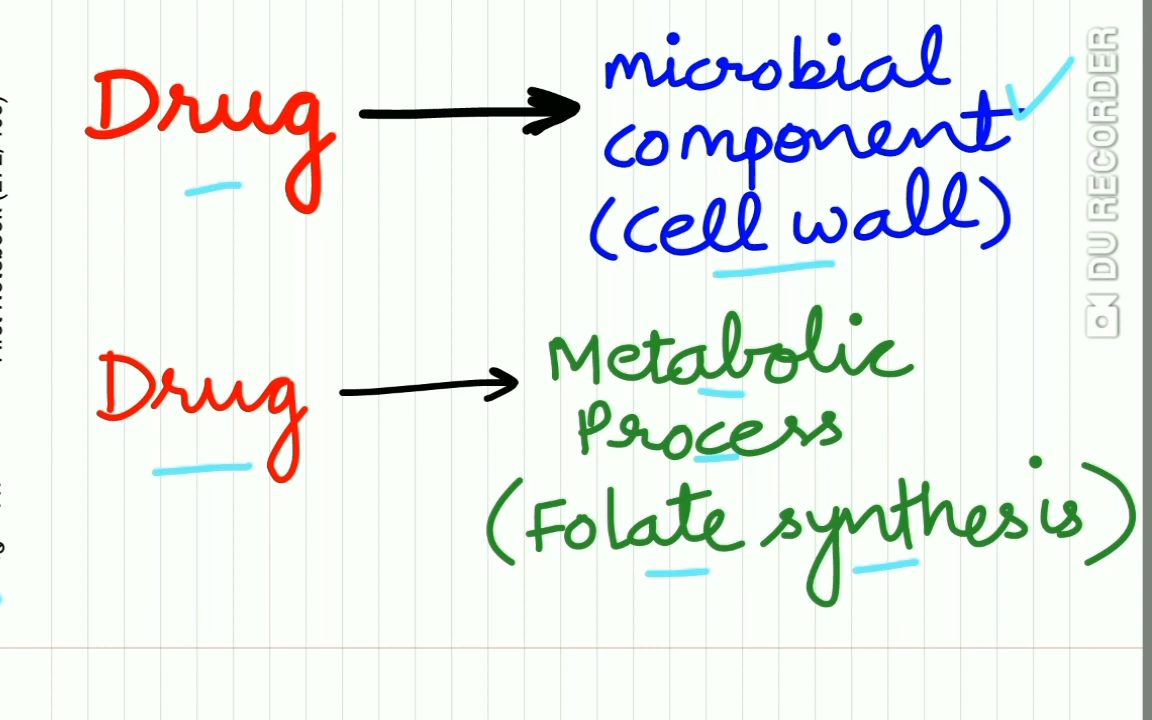 Drug
microbial
component
(cell wall)
Drug
Metabolic
Process
(Folate synthesis)
DU RECORDER